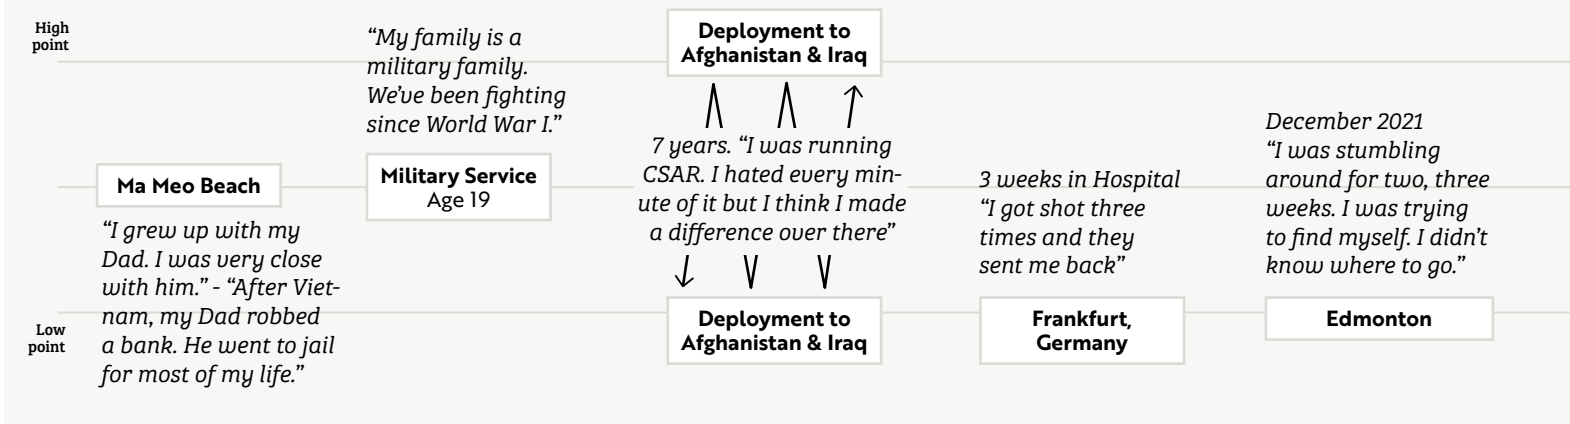 High
point
Ma Meo Beach
“I grew up with my
Dad. I was very close
with him.” - “After Viet-
nam, my Dad robbed
a bank. He went to jail
for most of my life.”
“My family is a
military family.
We’ve been fighting
since World War I.”
Military Service
Age 19
Deployment to
Afghanistan & Iraq
7 years. “I was running
CSAR. I hated every min-
ute of it but I think I made
a difference over there”
Deployment to
Afghanistan & Iraq
3 weeks in Hospital
“I got shot three
times and they
sent me back”
Frankfurt,
Germany
December 2021
“I was stumbling
around for two, three
weeks. I was trying
to find myself. I didn’t
know where to go.”
Edmonton
Low
point